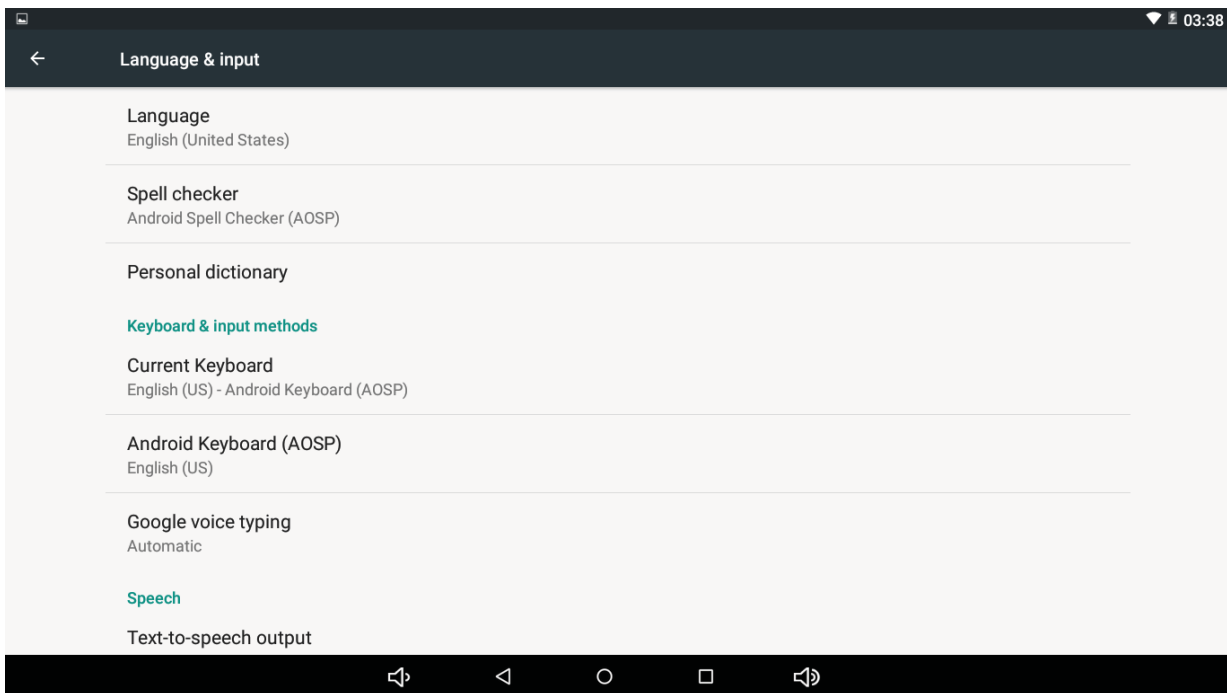 03:38
Language & input
Language
English (United States)
Spell checker
Android Spell Checker (AOSP)
Personal dictionary
Keyboard & input methods
Current Keyboard
English (US) - Android Keyboard (AOSP)
Android Keyboard (AOSP)
English (US)
Google voice typing
Automatic
Speech
Text-to-speech output